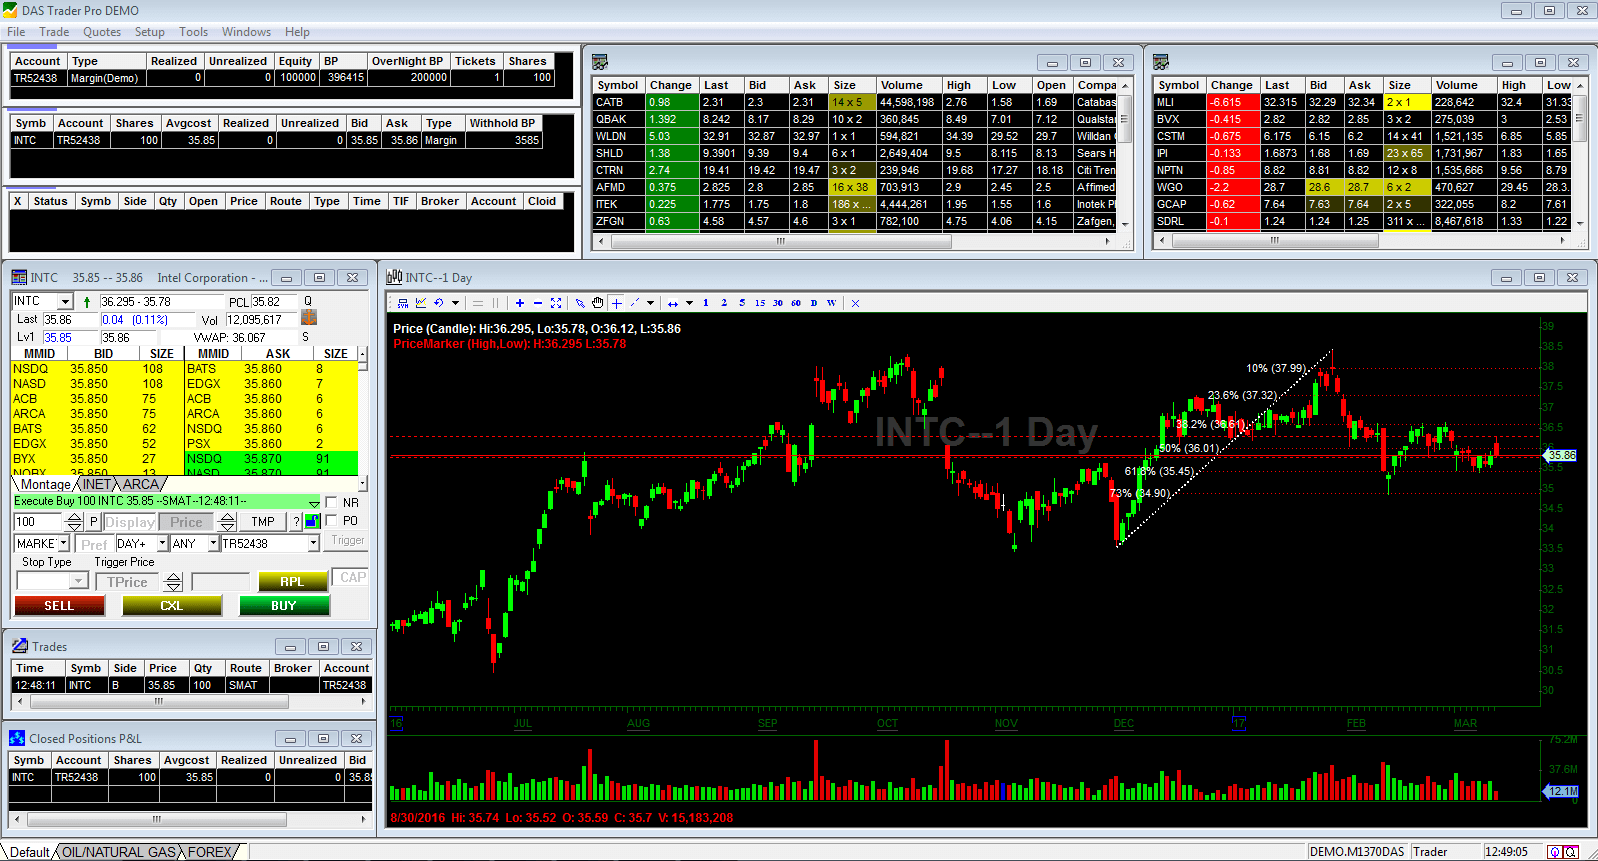 DAS Trader Pro DEMO
File Trade Quotes Setup Tools Windows Help
Account Type Realized Unrealized Equity BP OverNight BP Tickets Shares
TR52438 Margin(Demo) 0 0 100000 396415 200000 1 100
Symb Account Shares Avgcost Realized Unrealized Bid Ask Type Withhold BP
INTC TR52438 100 35.85 0 0 35.85 35.86 Margin 3585
X Status Symb Side Qty Open Price Route Type Time TIF Broker Account Cloid
Symbol Change Last Bid Ask Size Volume High Low Open Compa
CATB 0.98 2.31 2.3 2.31 14 x 5 44,598,198 2.76 1.58 1.69 Catabas
QBAK 1.392 8.242 8.17 8.29 10 x 2 360,845 8.49 7.01 7.12 Qualstar
WLDN 5.03 32.91 32.87 32.97 1 x 1 594,821 34.39 29.52 29.7 Willdan
SHLD 1.38 9.3901 9.39 9.4 6 x 1 2,649,404 9.5 8.115 8.13 Sears H
CTRN 2.74 19.41 19.42 19.47 3 x 2 239,946 19.68 17.27 18.18 Citi Tren
AFMD 0.375 2.825 2.8 2.85 16 x 38 703,913 2.9 2.45 2.5 Affimed
ITEK 0.225 1.775 1.75 1.8 186 x ... 4,444,261 1.95 1.55 1.6 Inotek Pl
ZFGN 0.63 4.58 4.57 4.6 3 x 1 782,100 4.75 4.06 4.15 Zafgen,
Symbol Change Last Bid Ask Size Volume High Low
MLI -6.615 32.315 32.29 32.34 2 x 1 228,642 32.4 31.33
BVX -0.415 2.82 2.82 2.85 3 x 2 275,039 3 2.53
CSTM -0.675 6.175 6.15 6.2 14 x 41 1,521,135 6.85 5.85
IPI -0.133 1.6873 1.68 1.69 23 x 65 1,731,967 1.83 1.65
NPTN -0.85 8.82 8.81 8.82 12 x 8 1,535,666 9.56 8.79
WGO -2.2 28.7 28.6 28.7 6 x 2 470,627 29.45 28.3
GCAP -0.62 7.64 7.63 7.64 2 x 5 322,055 8.2 7.61
SDRL -0.1 1.24 1.24 1.25 311 x ... 8,467,618 1.33 1.22
INTC 35.85 -- 35.86 Intel Corporation - ...
INTC 36.295 - 35.78 PCL 35.82 Q
Last 35.86 0.04 (0.11%) Vol 12,095,617
Lv1 35.85 35.86 VWAP: 36.067 S
MMID BID SIZE MMID ASK SIZE
NSDQ 35.850 108 BATS 35.860 8
NASD 35.850 108 EDGX 35.860 7
ACB 35.850 75 ACB 35.860 6
ARCA 35.850 75 ARCA 35.860 6
BATS 35.850 62 NSDQ 35.860 6
EDGX 35.850 52 PSX 35.860 2
BYX 35.850 27 NSDQ 35.870 91
NOBX 35.850 13 NASD 35.870 91
Montage INET ARCA
Execute Buy 100 INTC 35.85 --SMAT--12:48:11-- NR
100 P Display Price TMP ? PO
MARKE Pref DAY+ ANY TR52438 Trigger
Stop Type Trigger Price
TPrice RPL CAP
SELL CXL BUY
Trades
Time Symb Side Price Qty Route Broker Account
12:48:11 INTC B 35.85 100 SMAT TR52438
Closed Positions P&L
Symb Account Shares Avgcost Realized Unrealized Bid
INTC TR52438 100 35.85 0 0 35.8
INTC--1 Day
1 2 5 15 30 60 D W
Price (Candle): Hi:36.295, Lo:35.78, O:36.12, L:35.86
PriceMarker (High,Low): H:36.295 L:35.78
INTC--1 Day
10% (37.99)
23.6% (37.32)
38.2% (36.61)
50% (36.01)
61.8% (35.45)
73% (34.90)
39
38.5
38
37.5
37
36.5
36
35.86
35.5
35
34.5
34
33.5
33
32.5
32
31.5
31
30.5
30
16 JUL AUG SEP OCT NOV DEC 17 FEB MAR
75.2M
37.6M
12.1M
0
8/30/2016 Hi: 35.74 Lo: 35.52 O: 35.59 C: 35.7 V: 15,183,208
Default OIL/NATURAL GAS FOREX
DEMO.M1370DAS Trader 12:49:05 Q Q